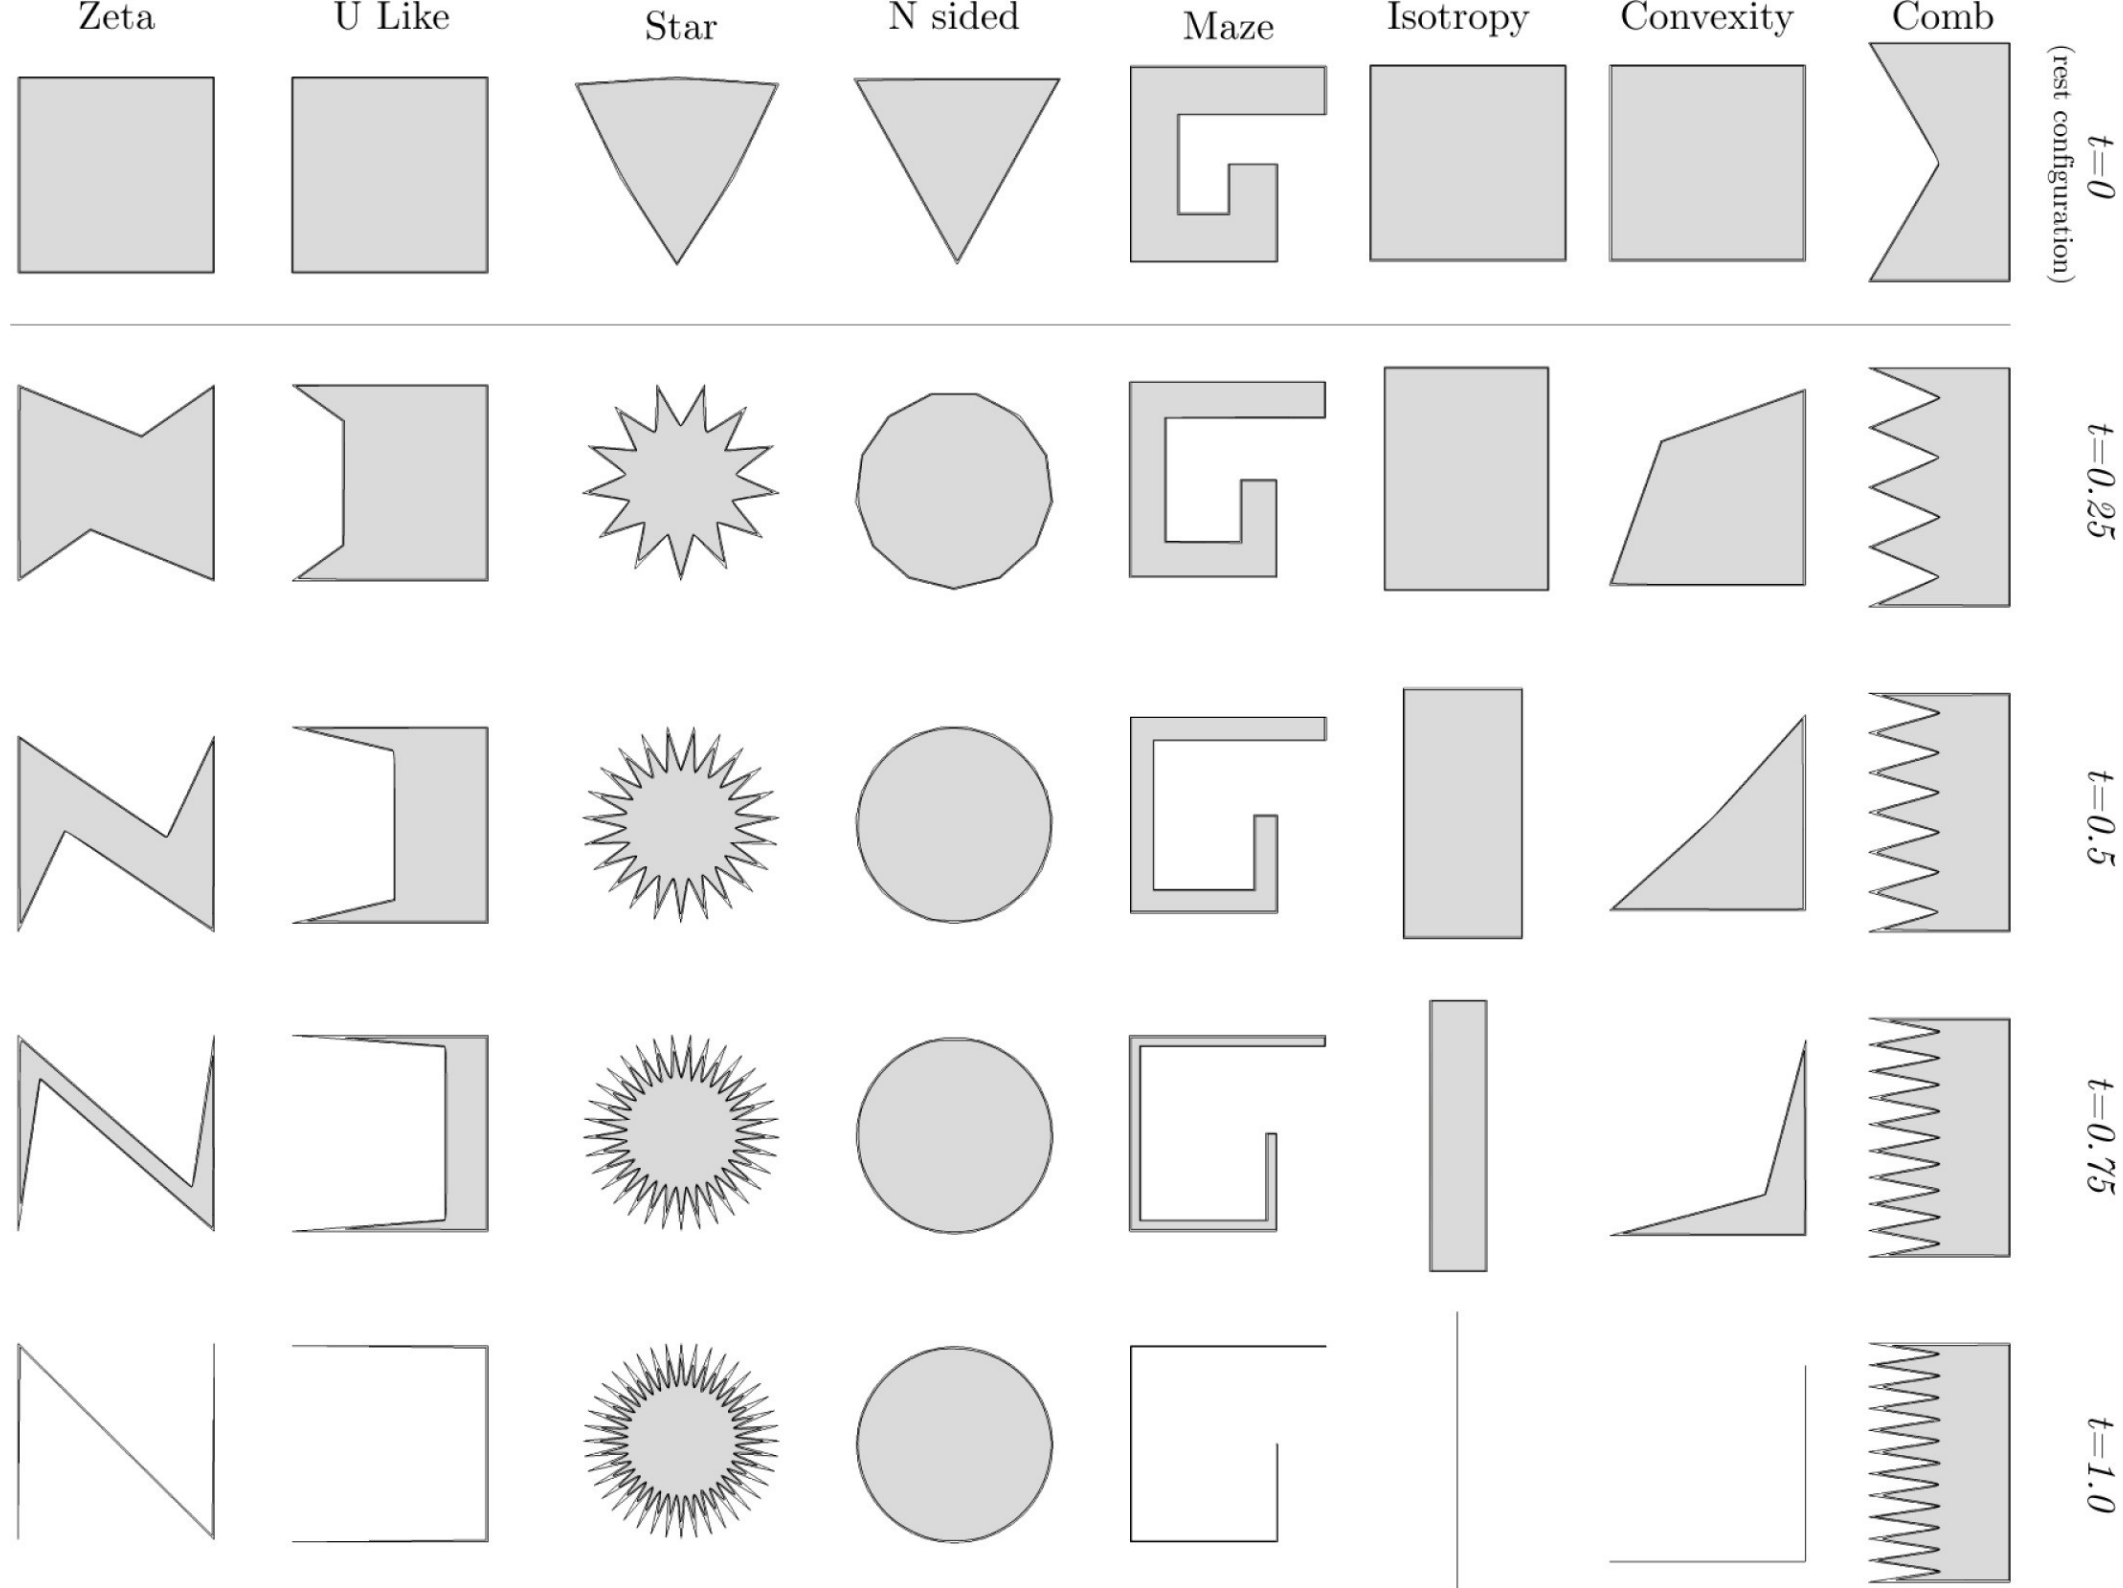 Zeta U Like Star N sided Maze Isotropy Convexity Comb
t=0
(rest configuration)
t=0.25
t=0.5
t=0.75
t=1.0